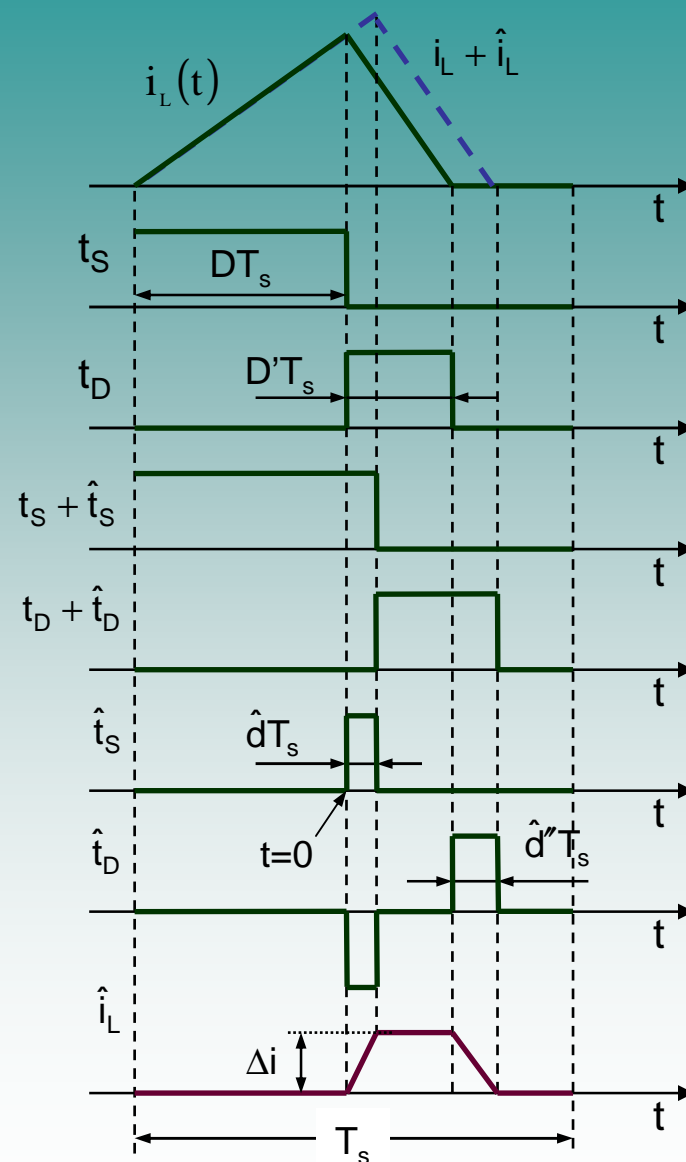 i_L + î_L
i_L(t)
t
t_S
DT_s
t
t_D
D’T_s
t
t_S + t̂_S
t
t_D + t̂_D
t
t̂_S
d̂T_s
t
t=0
t̂_D
d̂″T_s
t
î_L
Δi
t
T_s